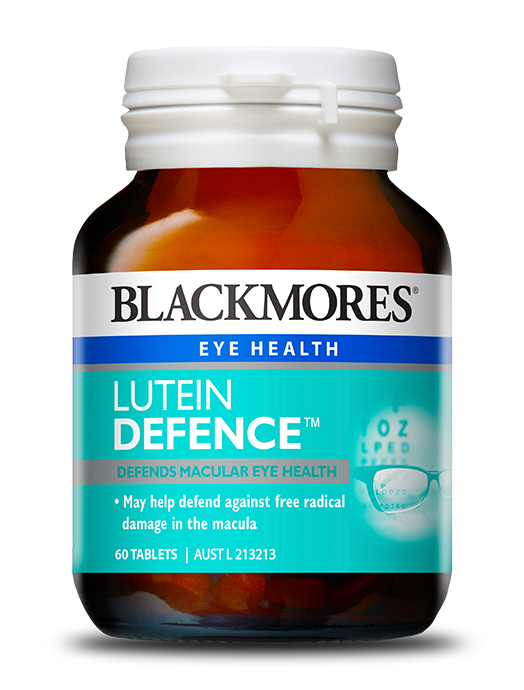 BLACKMORES®
EYE HEALTH
LUTEIN
DEFENCE™
DEFENDS MACULAR EYE HEALTH
• May help defend against free radical
damage in the macula
60 TABLETS | AUST L 213213
O Z
L P E D